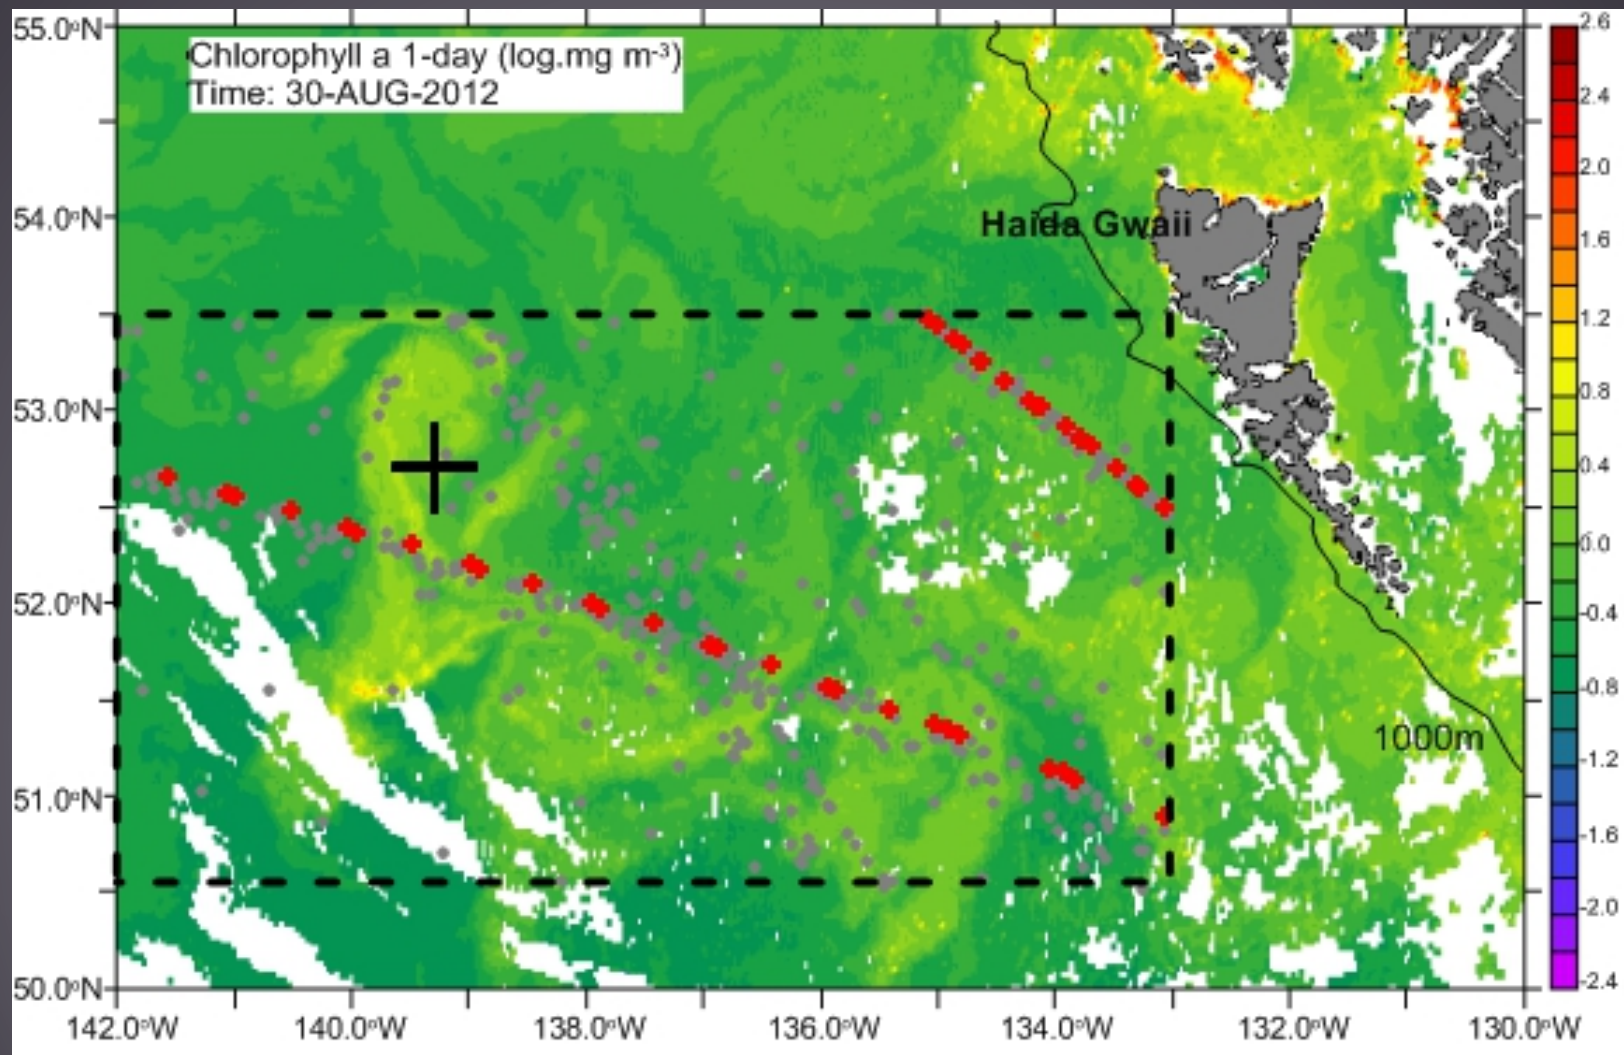 Chlorophyll a 1-day (log.mg m⁻³)
Time: 30-AUG-2012
Haida Gwaii
1000m
55.0°N
54.0°N
53.0°N
52.0°N
51.0°N
50.0°N
142.0°W 140.0°W 138.0°W 136.0°W 134.0°W 132.0°W 130.0°W
2.6
2.4
2.0
1.6
1.2
0.8
0.4
0.0
-0.4
-0.8
-1.2
-1.6
-2.0
-2.4